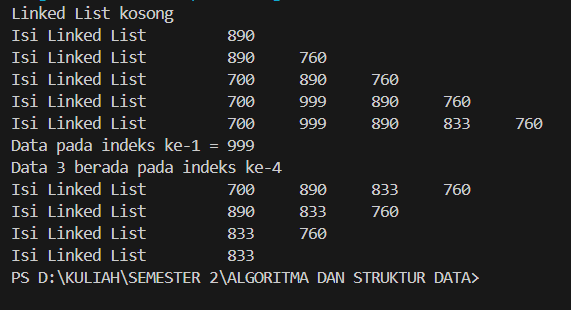 Linked List kosong
Isi Linked List 890
Isi Linked List 890 760
Isi Linked List 700 890 760
Isi Linked List 700 999 890 760
Isi Linked List 700 999 890 833 760
Data pada indeks ke-1 = 999
Data 3 berada pada indeks ke-4
Isi Linked List 700 890 833 760
Isi Linked List 890 833 760
Isi Linked List 833 760
Isi Linked List 833
PS D:\KULIAH\SEMESTER 2\ALGORITMA DAN STRUKTUR DATA>